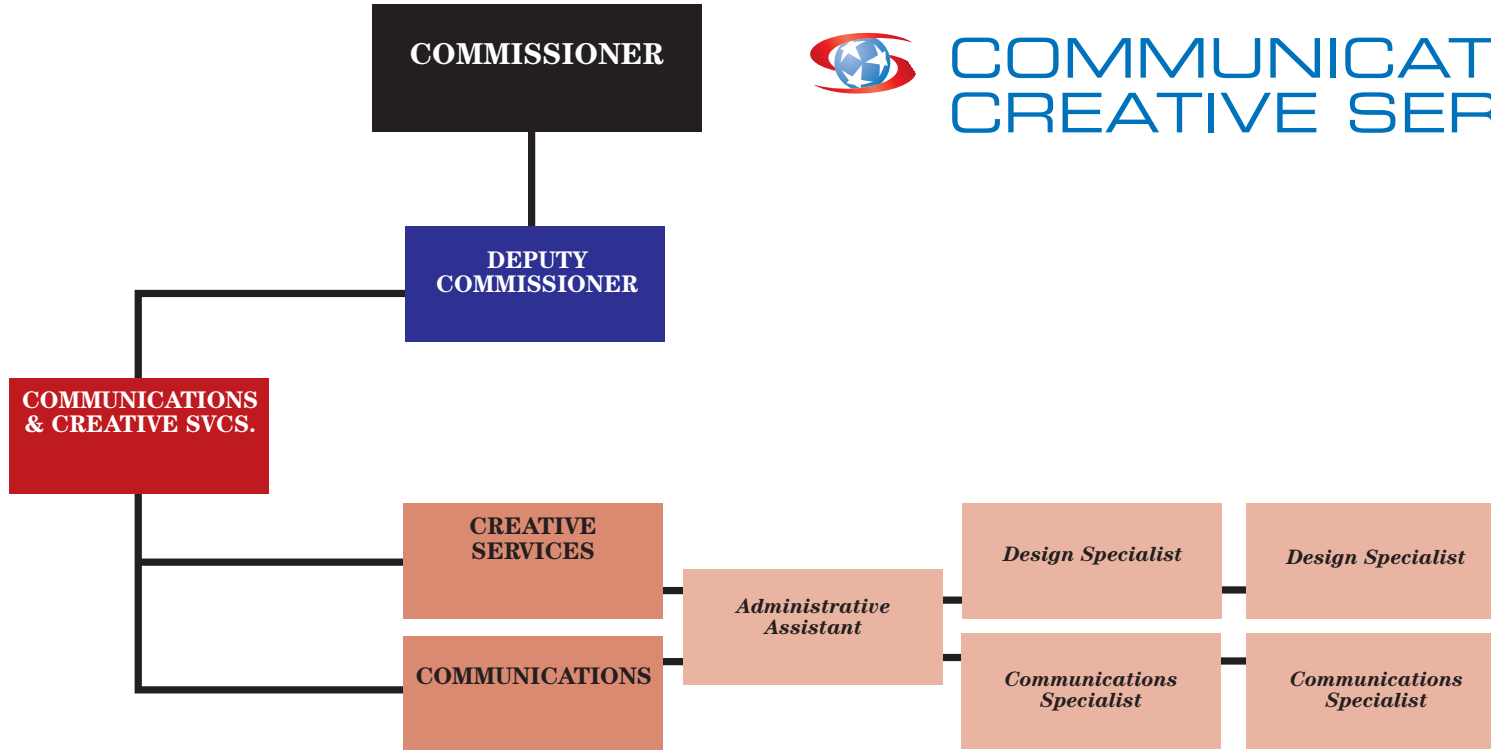 COMMISSIONER
COMMUNICAT
CREATIVE SER
DEPUTY
COMMISSIONER
COMMUNICATIONS
& CREATIVE SVCS.
CREATIVE
SERVICES
Design Specialist
Design Specialist
Administrative
Assistant
COMMUNICATIONS
Communications
Specialist
Communications
Specialist